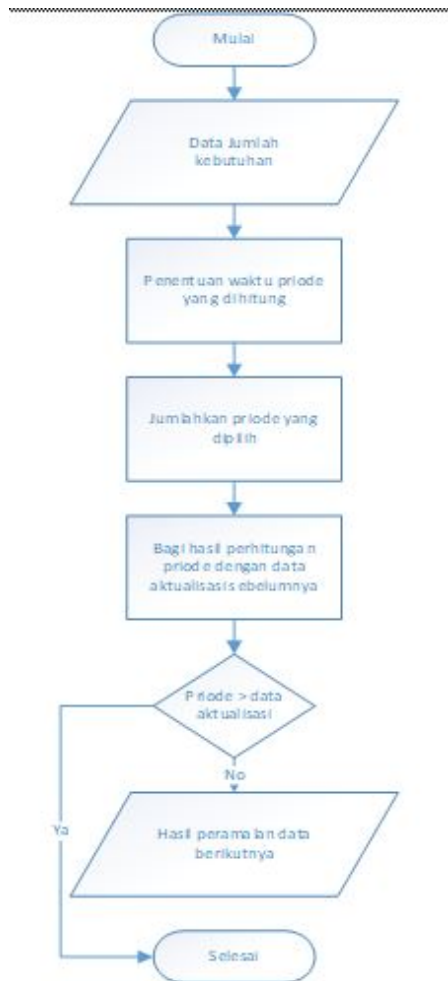 Mulai
Data Jumlah
kebutuhan
Penentuan waktu priode
yang dihitung
Jumlahkan priode yang
dipilih
Bagi hasil perhitungan
priode dengan data
aktualisasi sebelumnya
Priode > data
aktualisasi
No
Ya
Hasil peramalan data
berikutnya
Selesai